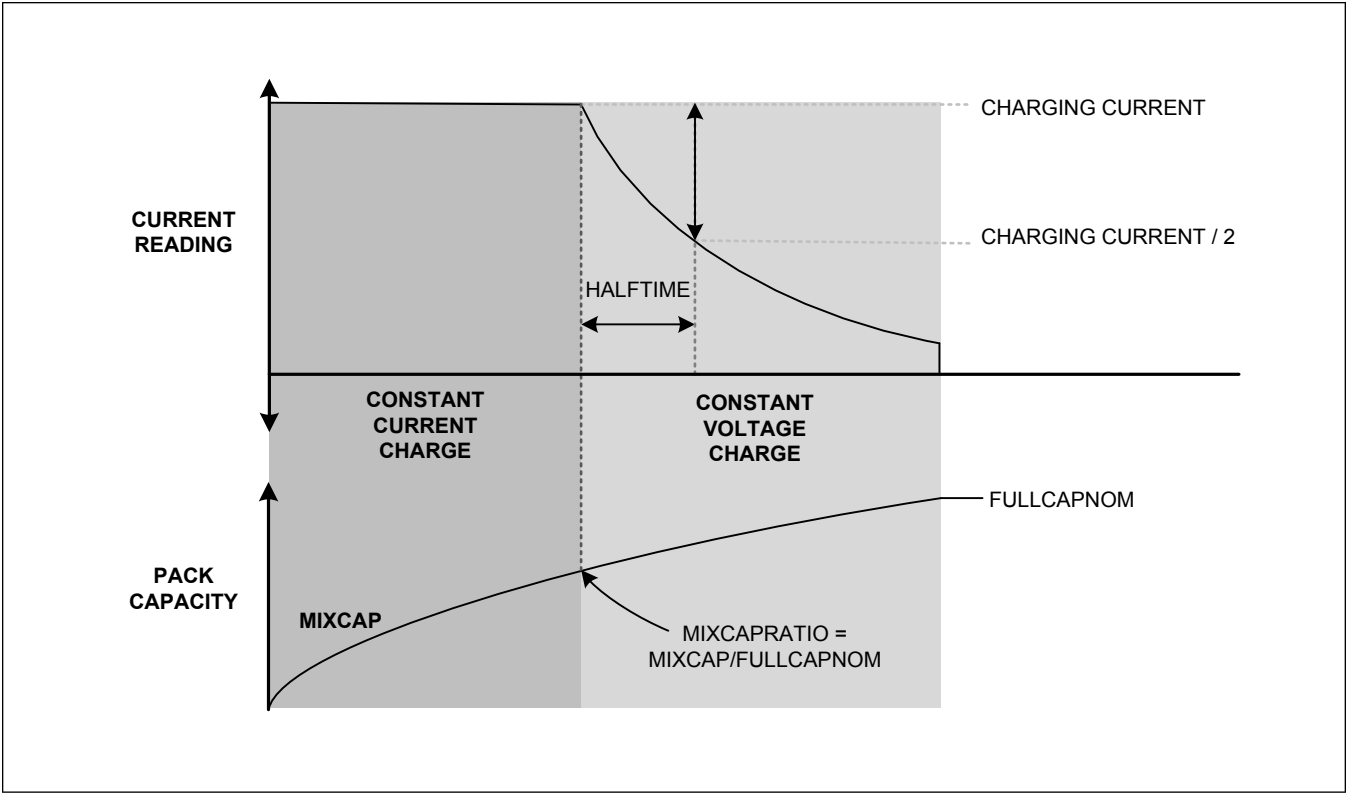 CHARGING CURRENT
CURRENT
READING
CHARGING CURRENT / 2
HALFTIME
CONSTANT
CURRENT
CHARGE
CONSTANT
VOLTAGE
CHARGE
FULLCAPNOM
PACK
CAPACITY
MIXCAP
MIXCAPRATIO =
MIXCAP/FULLCAPNOM